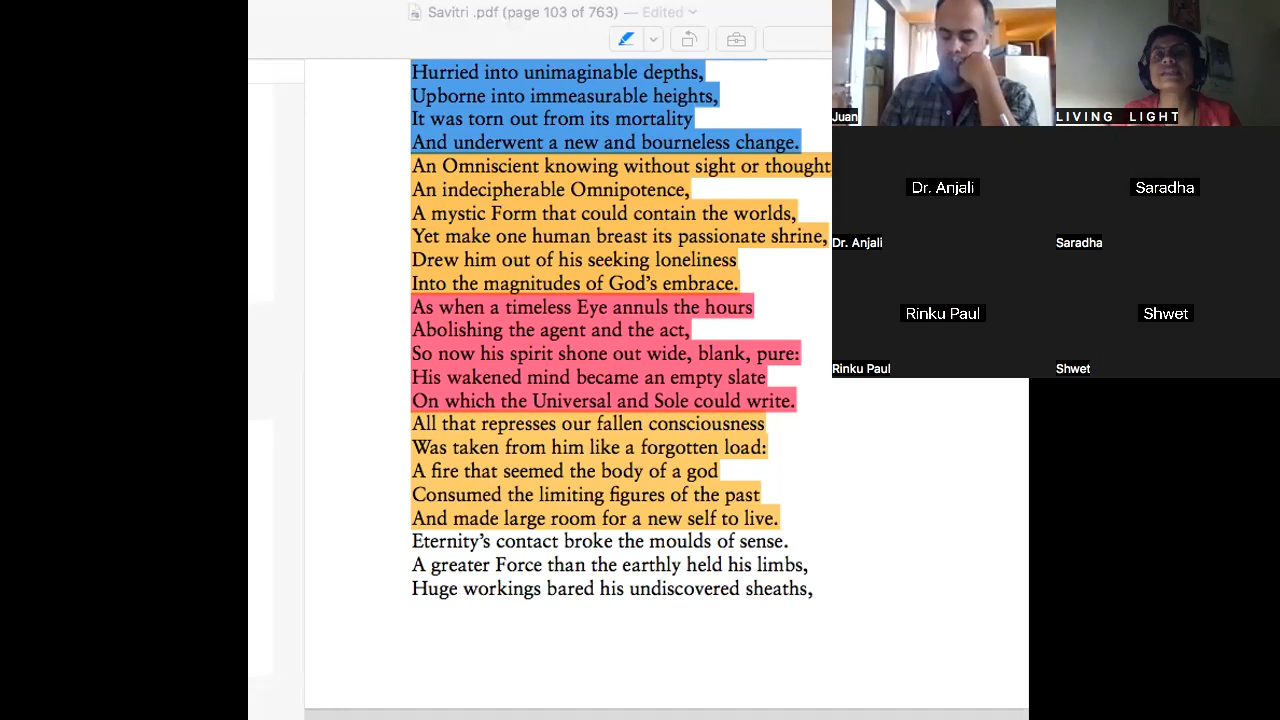 Savitri .pdf (page 103 of 763) — Edited
Hurried into unimaginable depths,
Upborne into immeasurable heights,
It was torn out from its mortality
And underwent a new and bourneless change.
An Omniscient knowing without sight or thought
An indecipherable Omnipotence,
A mystic Form that could contain the worlds,
Yet make one human breast its passionate shrine,
Drew him out of his seeking loneliness
Into the magnitudes of God's embrace.
As when a timeless Eye annuls the hours
Abolishing the agent and the act,
So now his spirit shone out wide, blank, pure:
His wakened mind became an empty slate
On which the Universal and Sole could write.
All that represses our fallen consciousness
Was taken from him like a forgotten load:
A fire that seemed the body of a god
Consumed the limiting figures of the past
And made large room for a new self to live.
Eternity's contact broke the moulds of sense.
A greater Force than the earthly held his limbs,
Huge workings bared his undiscovered sheaths,
Juan
LIVING LIGHT
Dr. Anjali
Saradha
Dr. Anjali
Saradha
Rinku Paul
Shwet
Rinku Paul
Shwet